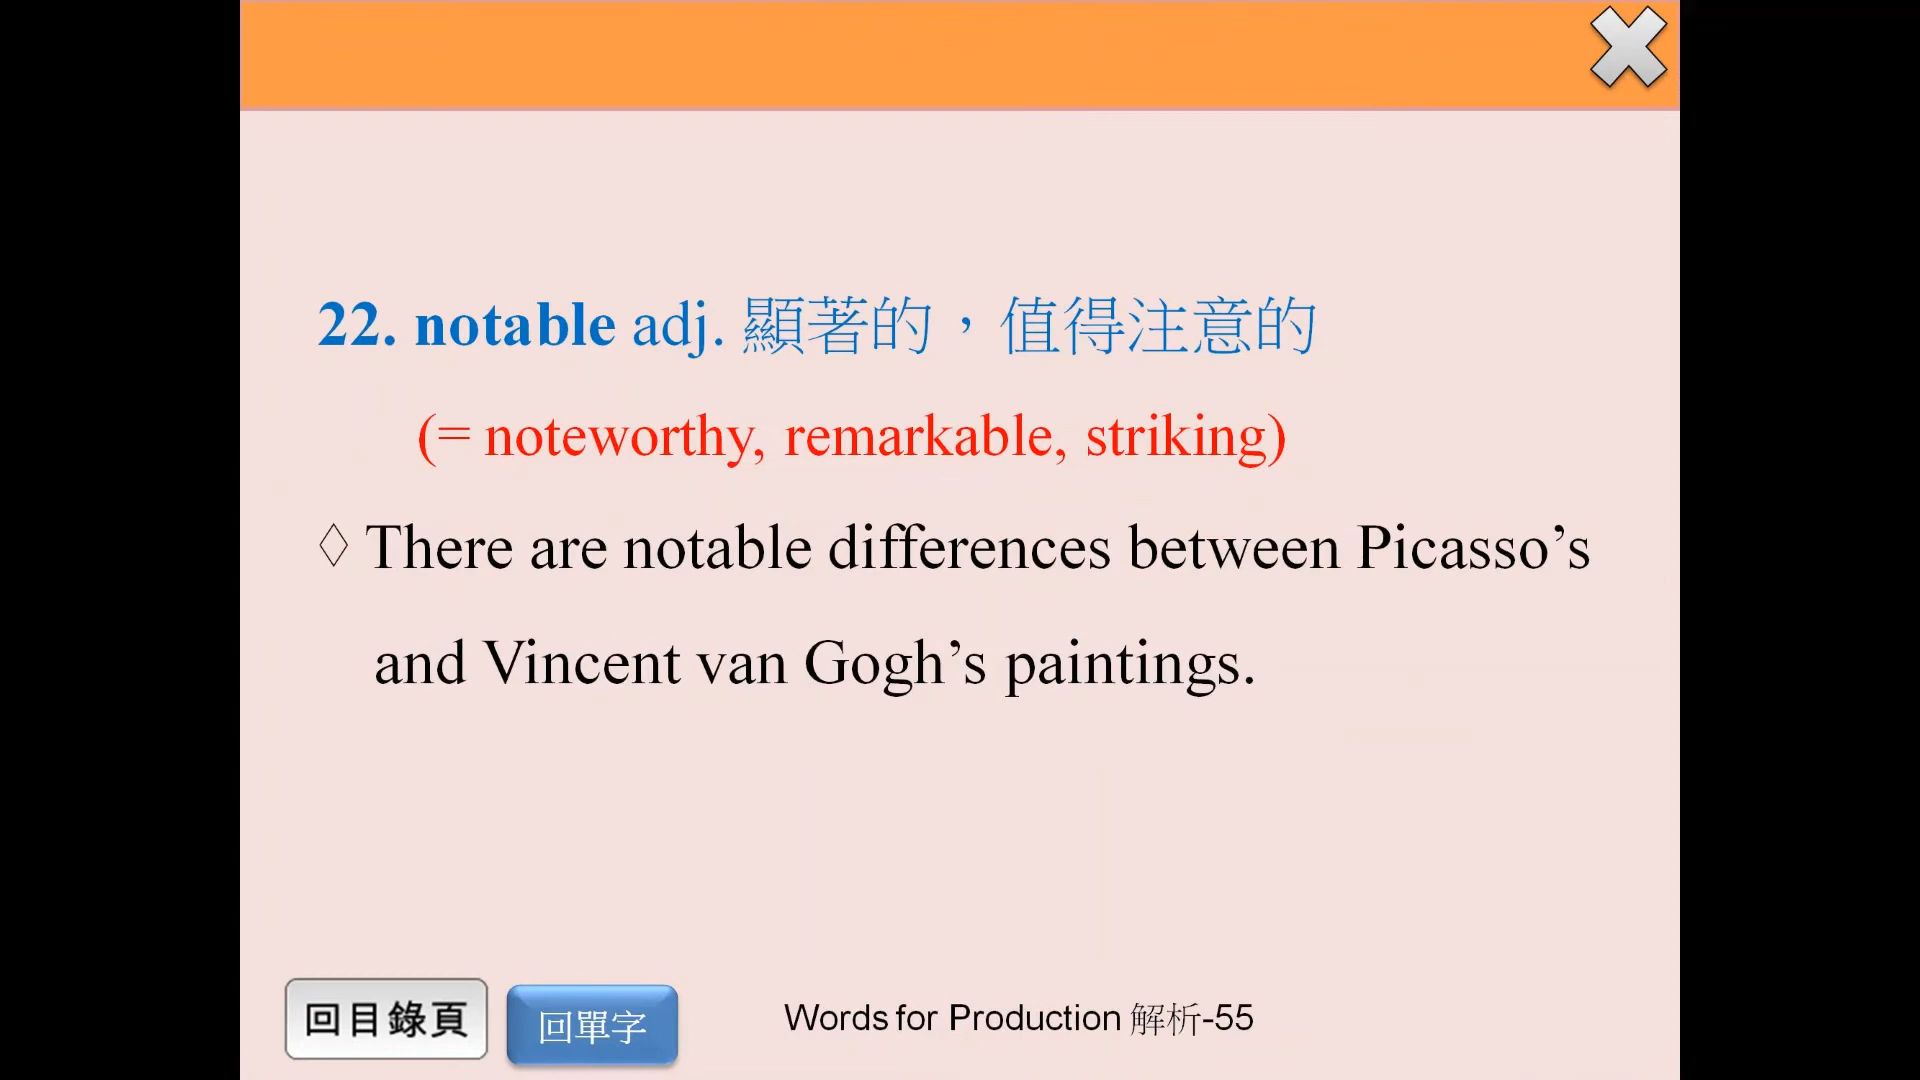 22. notable adj. 顯著的，值得注意的
(= noteworthy, remarkable, striking)
◊ There are notable differences between Picasso’s
and Vincent van Gogh’s paintings.
回目錄頁
回單字
Words for Production 解析-55